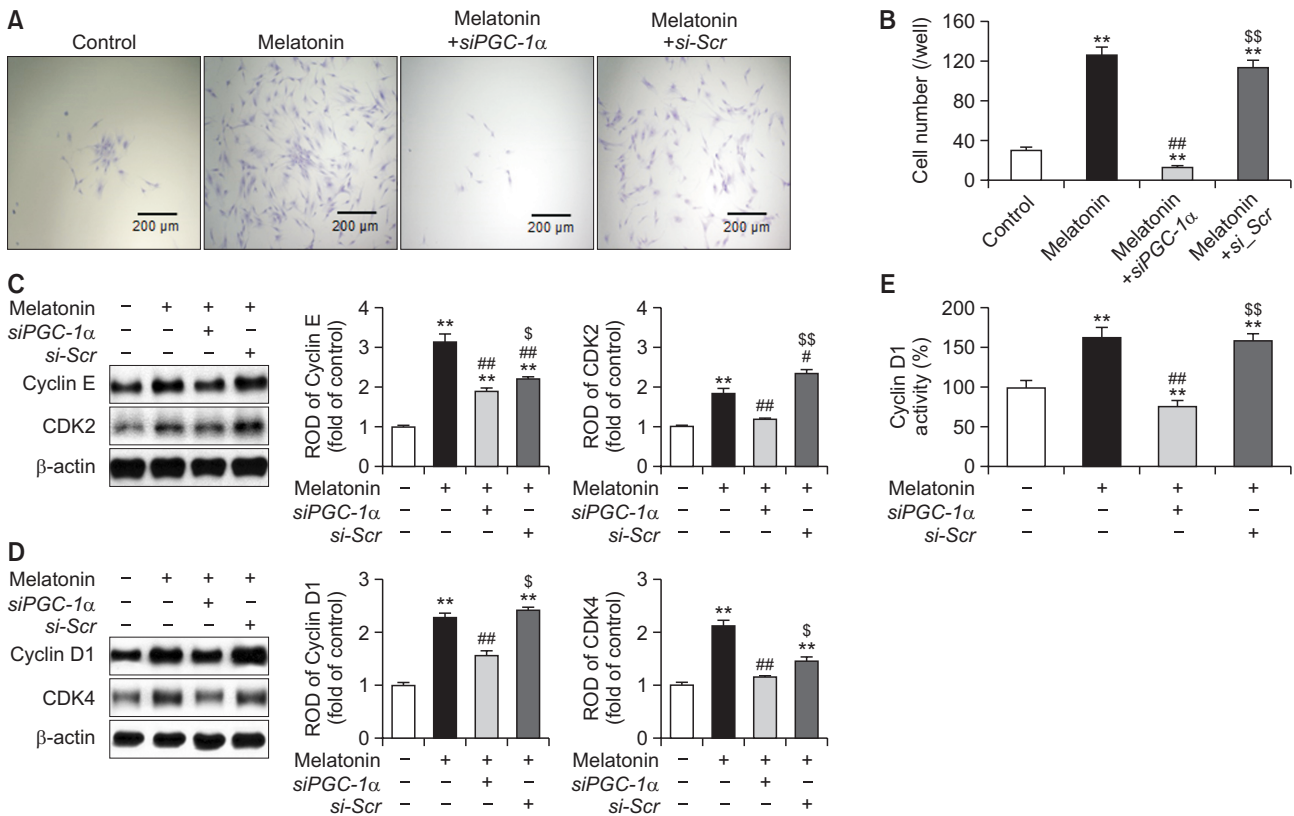 A
Control
Melatonin
Melatonin
+siPGC-1α
Melatonin
+si-Scr
200 µm
200 µm
200 µm
200 µm
B
Cell number (/well)
160
120
80
40
0
**
##
**
$$
**
Control
Melatonin
Melatonin
+siPGC-1α
Melatonin
+si_Scr
C
Melatonin – + + +
siPGC-1α – – + –
si-Scr – – – +
Cyclin E
CDK2
β-actin
ROD of Cyclin E
(fold of control)
4
3
2
1
0
**
##
**
$
##
**
Melatonin – + + +
siPGC-1α – – + –
si-Scr – – – +
ROD of CDK2
(fold of control)
4
3
2
1
0
**
##
$$
#
Melatonin – + + +
siPGC-1α – – + –
si-Scr – – – +
E
Cyclin D1
activity (%)
200
150
100
50
0
**
##
**
$$
**
Melatonin – + + +
siPGC-1α – – + –
si-Scr – – – +
D
Melatonin – + + +
siPGC-1α – – + –
si-Scr – – – +
Cyclin D1
CDK4
β-actin
ROD of Cyclin D1
(fold of control)
3
2
1
0
**
##
$
**
Melatonin – + + +
siPGC-1α – – + –
si-Scr – – – +
ROD of CDK4
(fold of control)
3
2
1
0
**
##
$
**
Melatonin – + + +
siPGC-1α – – + –
si-Scr – – – +